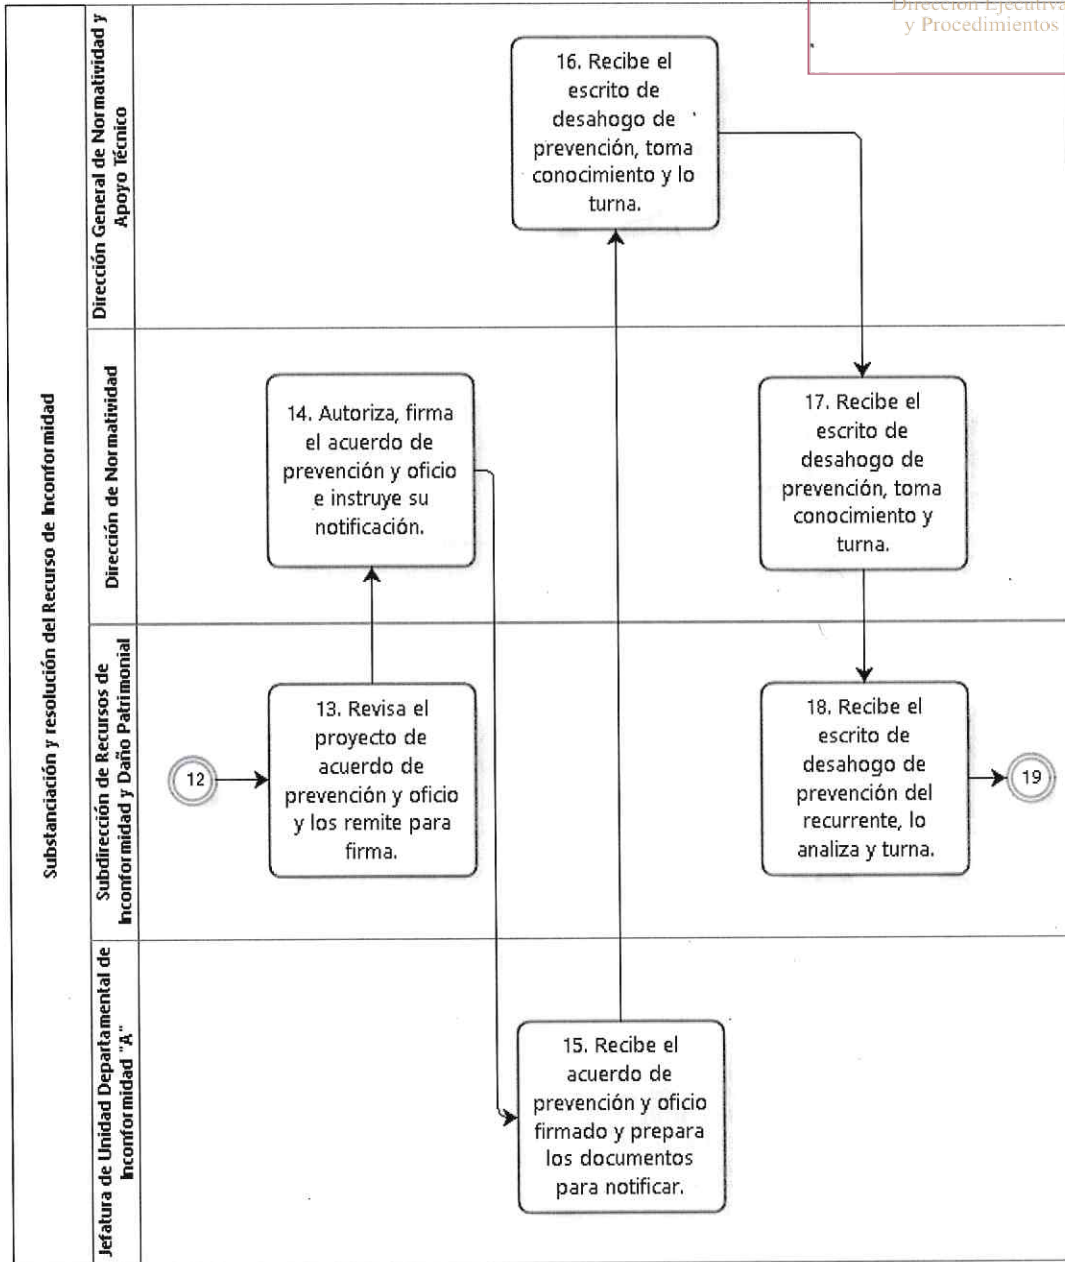 Dirección Ejecutiva
y Procedimientos
Substanciación y resolución del Recurso de Inconformidad
Dirección General de Normatividad y
Apoyo Técnico
16. Recibe el
escrito de
desahogo de
prevención, toma
conocimiento y lo
turna.
Dirección de Normatividad
14. Autoriza, firma
el acuerdo de
prevención y oficio
e instruye su
notificación.
17. Recibe el
escrito de
desahogo de
prevención, toma
conocimiento y
turna.
Subdirección de Recursos de
Inconformidad y Daño Patrimonial
12
13. Revisa el
proyecto de
acuerdo de
prevención y oficio
y los remite para
firma.
18. Recibe el
escrito de
desahogo de
prevención del
recurrente, lo
analiza y turna.
19
Jefatura de Unidad Departamental de
Inconformidad "A"
15. Recibe el
acuerdo de
prevención y oficio
firmado y prepara
los documentos
para notificar.